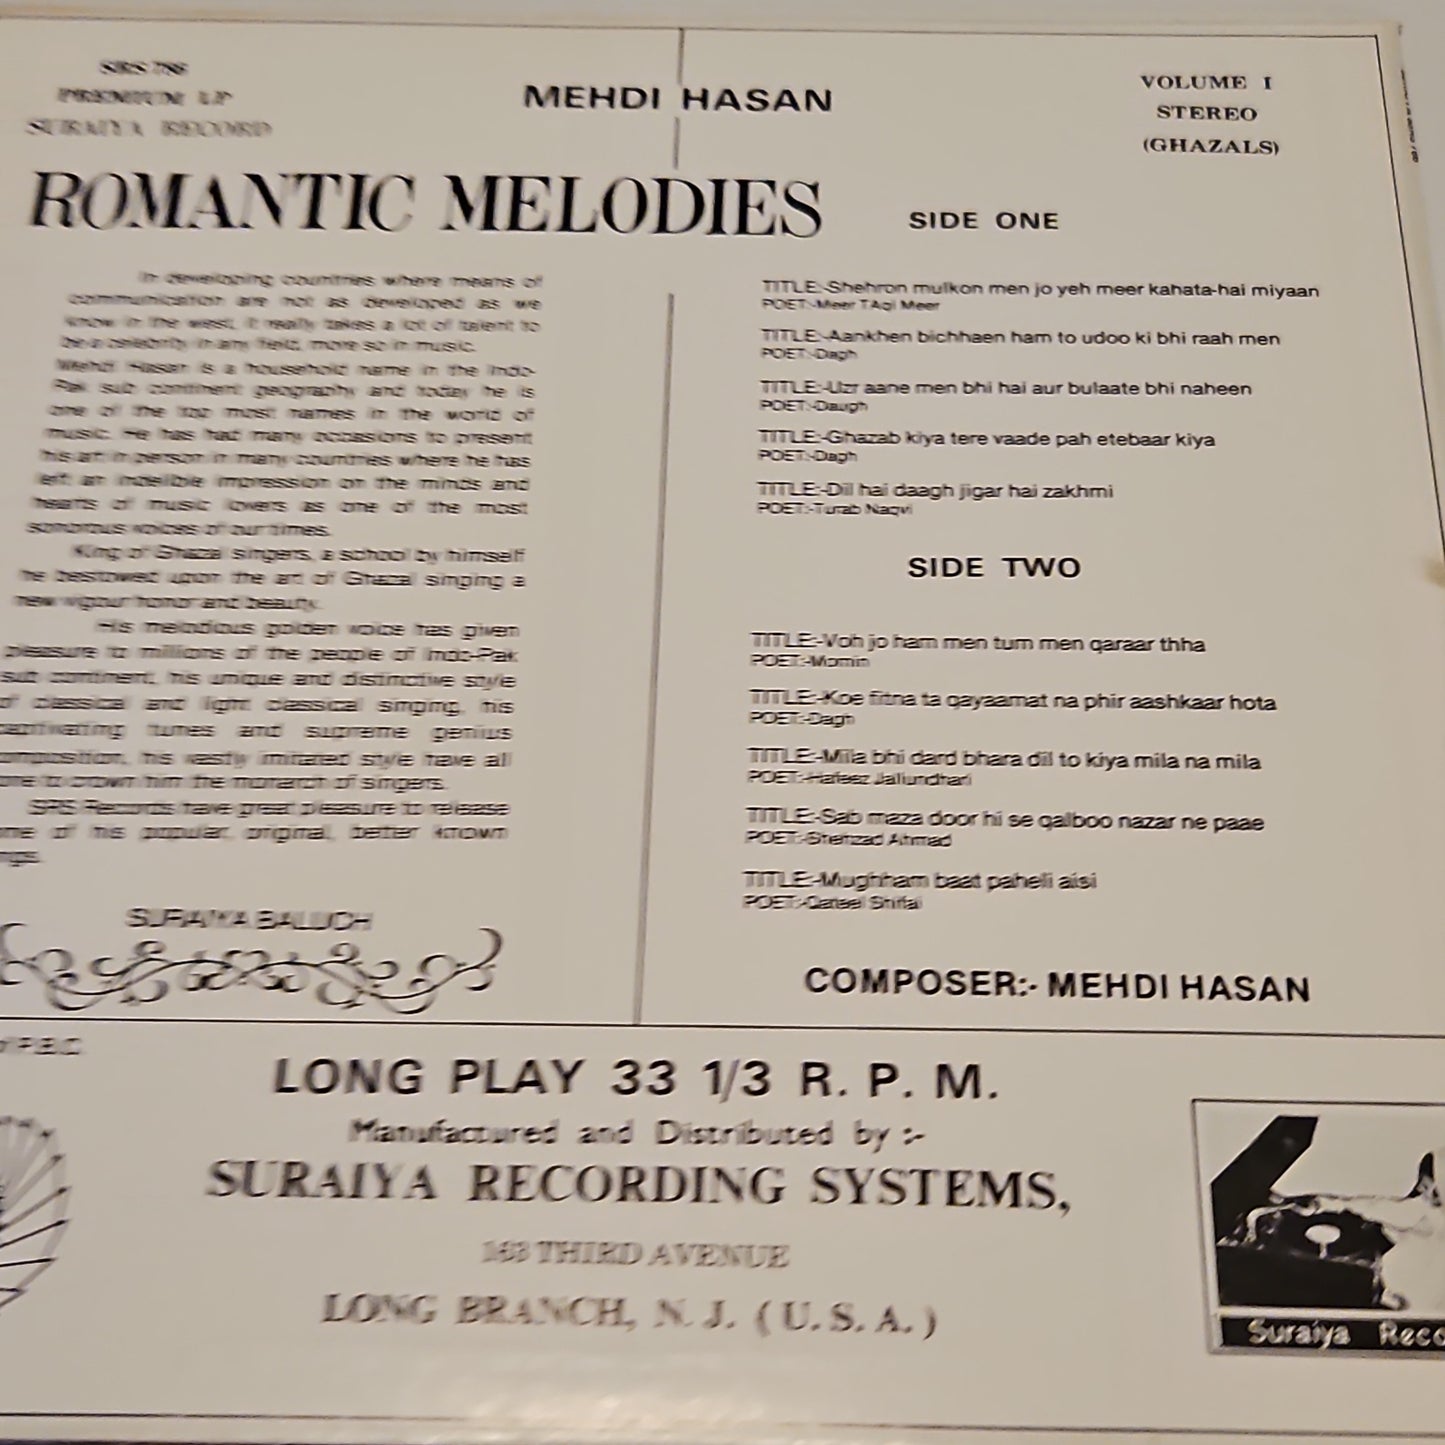 SRS 786
PREMIUM LP
SURAIYA RECORD
MEHDI HASAN
VOLUME I
STEREO
(GHAZALS)
ROMANTIC MELODIES
In developing countries where means of
communication are not as developed as we
know in the west, it really takes a lot of talent to
be a celebrity in any field, more so in music.
Mehdi Hasan is a household name in the Indo-
Pak sub continent geography and today he is
one of the top most names in the world of
music. He has had many occasions to present
his art in person in many countries where he has
left an indelible impression on the minds and
hearts of music lovers as one of the most
sonorous voices of our times.
King of Ghazal singers, a school by himself
he bestowed upon the art of Ghazal singing a
new vigour honor and beauty.
His melodious golden voice has given
pleasure to millions of the people of Indo-Pak
sub continent, his unique and distinctive style
of classical and light classical singing, his
captivating tunes and supreme genius
composition, his vastly imitated style have all
to crown him the monarch of singers.
SRS Records have great pleasure to release
of his popular, original, better known
SURAIYA BALUCH
SIDE ONE
TITLE:-Shehron mulkon men jo yeh meer kahata-hai miyaan
POET:-Meer TAqi Meer
TITLE:-Aankhen bichhaen ham to udoo ki bhi raah men
POET:-Dagh
TITLE:-Uzr aane men bhi hai aur bulaate bhi naheen
POET:-Daugh
TITLE:-Ghazab kiya tere vaade pah etebaar kiya
POET:-Dagh
TITLE:-Dil hai daagh jigar hai zakhmi
POET:-Turab Naqvi
SIDE TWO
TITLE:-Voh jo ham men tum men qaraar thha
POET:-Momin
TITLE:-Koe fitna ta qayaamat na phir aashkaar hota
POET:-Dagh
TITLE:-Mila bhi dard bhara dil to kiya mila na mila
POET:-Hafeez Jallundhari
TITLE:-Sab maza door hi se qalboo nazar ne paae
POET:-Shehzad Ahmad
TITLE:-Mughham baat paheli aisi
POET:-Qateel Shifai
COMPOSER:- MEHDI HASAN
P.B.C.
LONG PLAY 33 1/3 R. P. M.
Manufactured and Distributed by :-
SURAIYA RECORDING SYSTEMS,
163 THIRD AVENUE
LONG BRANCH, N. J. ( U. S. A. )
Suraiya Reco